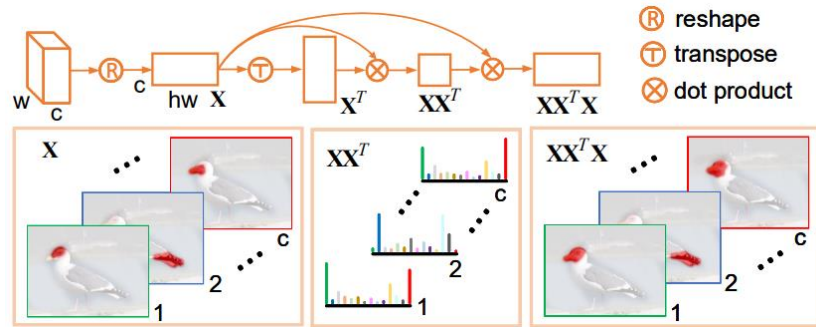 R reshape
T transpose
⊗ dot product
w
c
R
c
hw
X
T
X^T
XX^T
XX^T X
X
1
2
c
XX^T
1
2
c
XX^T X
1
2
c